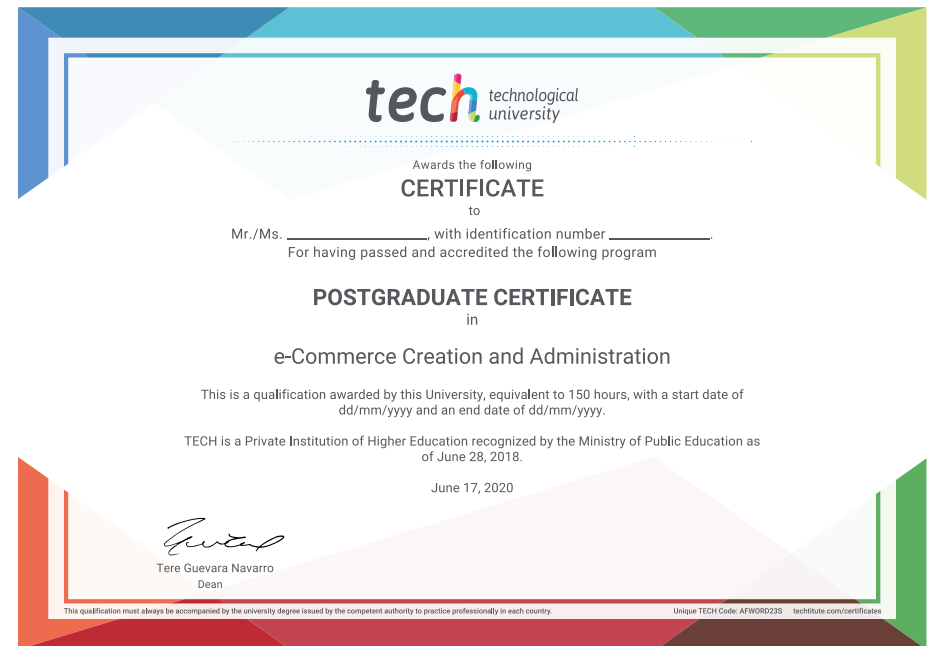 tech technological
university
Awards the following
CERTIFICATE
to
Mr./Ms. ____________________, with identification number ______________.
For having passed and accredited the following program
POSTGRADUATE CERTIFICATE
in
e-Commerce Creation and Administration
This is a qualification awarded by this University, equivalent to 150 hours, with a start date of
dd/mm/yyyy and an end date of dd/mm/yyyy.
TECH is a Private Institution of Higher Education recognized by the Ministry of Public Education as
of June 28, 2018.
June 17, 2020
Tere Guevara Navarro
Dean
This qualification must always be accompanied by the university degree issued by the competent authority to practice professionally in each country. Unique TECH Code: AFWORD23S techtitute.com/certificates